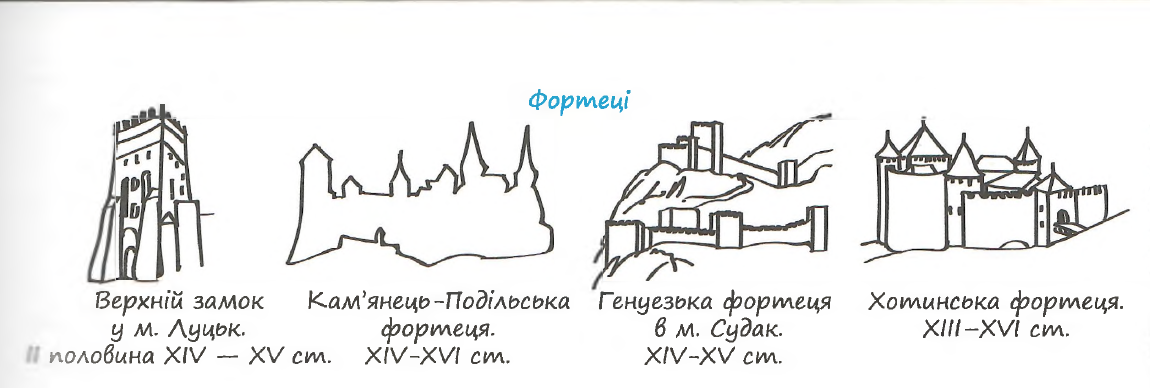 Фортеці
Верхній замок
у м. Луцьк.
ІІ половина XIV — XV ст.
Кам'янець-Подільська
фортеця.
XIV-XVI ст.
Генуезька фортеця
в м. Судак.
XIV-XV ст.
Хотинська фортеця.
XIII-XVI ст.